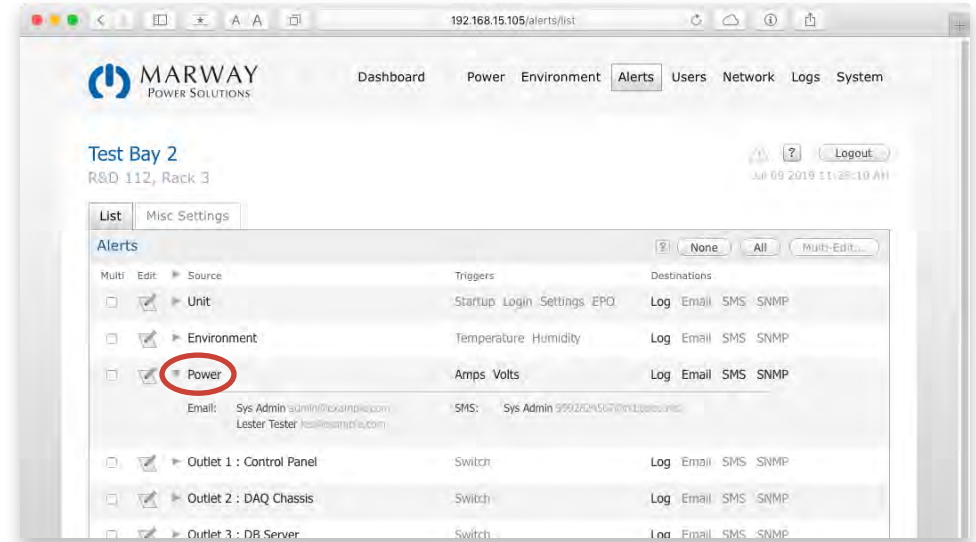 192.168.15.105/alerts/list
MARWAY
POWER SOLUTIONS
Dashboard Power Environment Alerts Users Network Logs System
Test Bay 2
R&D 112, Rack 3
? Logout
Jul 09 2019 11:28:10 AM
List Misc Settings
Alerts ? None All Multi-Edit...
Multi Edit Source Triggers Destinations
Unit Startup Login Settings EPO Log Email SMS SNMP
Environment Temperature Humidity Log Email SMS SNMP
Power Amps Volts Log Email SMS SNMP
Email: Sys Admin admin@example.com SMS: Sys Admin
Lester Tester
Outlet 1 : Control Panel Switch Log Email SMS SNMP
Outlet 2 : DAQ Chassis Switch Log Email SMS SNMP
Outlet 3 : DB Server Switch Log Email SMS SNMP